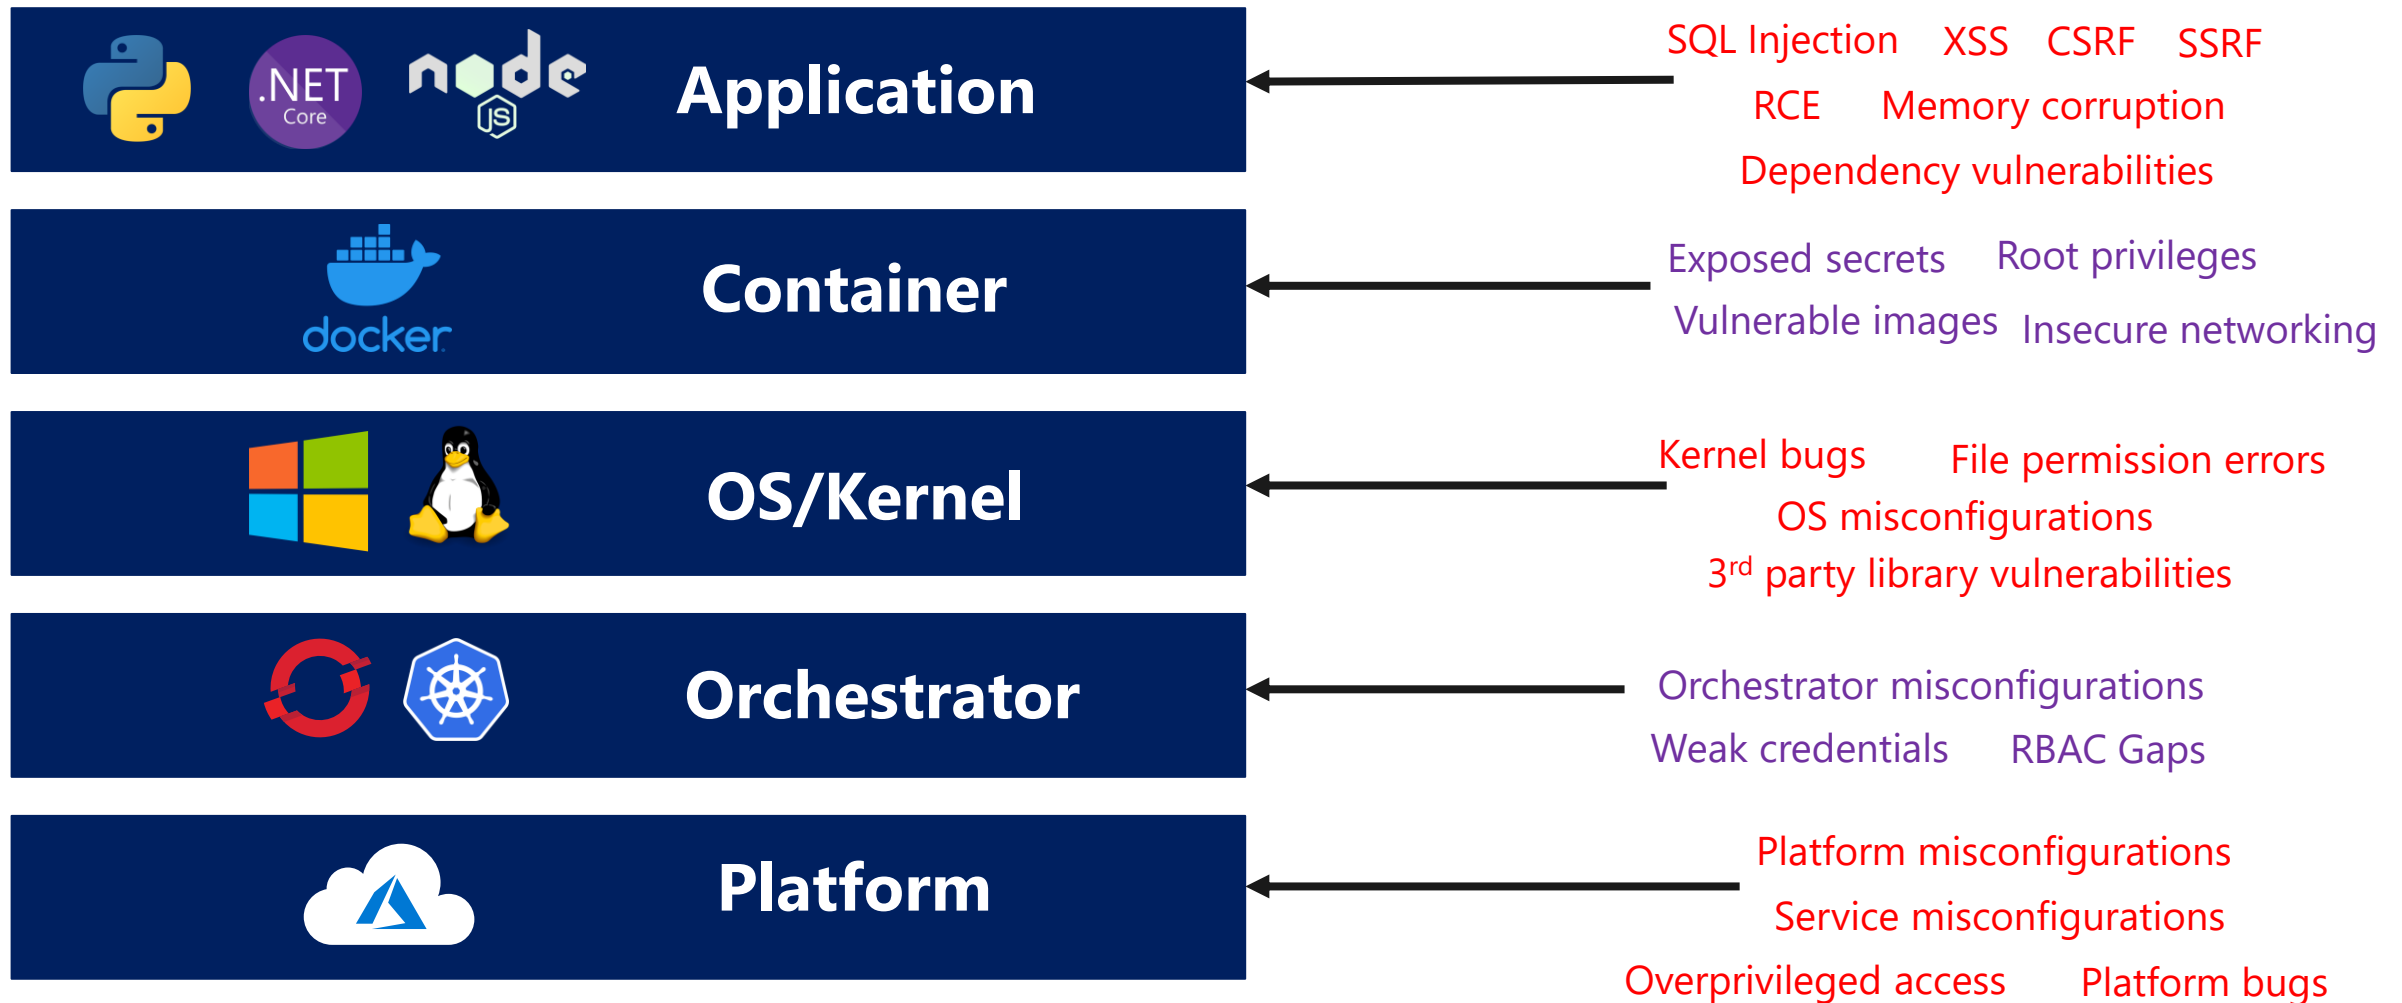 .NET
Core
node
JS
Application
SQL Injection XSS CSRF SSRF
RCE Memory corruption
Dependency vulnerabilities
docker
Container
Exposed secrets Root privileges
Vulnerable images Insecure networking
OS/Kernel
Kernel bugs File permission errors
OS misconfigurations
3rd party library vulnerabilities
Orchestrator
Orchestrator misconfigurations
Weak credentials RBAC Gaps
Platform
Platform misconfigurations
Service misconfigurations
Overprivileged access Platform bugs